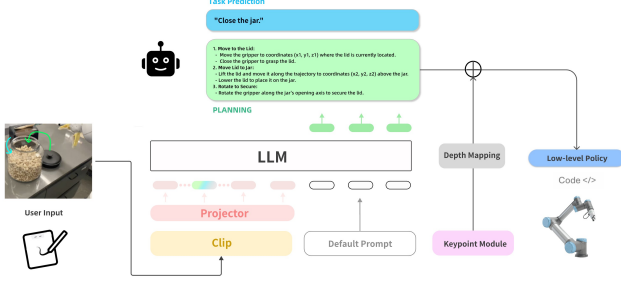 Task Prediction
"Close the jar."
1. Move to the Lid:
- Move the gripper to coordinates (x1, y1, z1) where the lid is currently located.
- Close the gripper to grasp the lid.
2. Move Lid to Jar:
- Lift the lid and move it along the trajectory to coordinates (x2, y2, z2) above the jar.
- Lower the lid to place it on the jar.
3. Rotate to Secure:
- Rotate the gripper along the jar's opening axis to secure the lid.
PLANNING
LLM
Depth Mapping
Low-level Policy
Code </>
User Input
Projector
Clip
Default Prompt
Keypoint Module